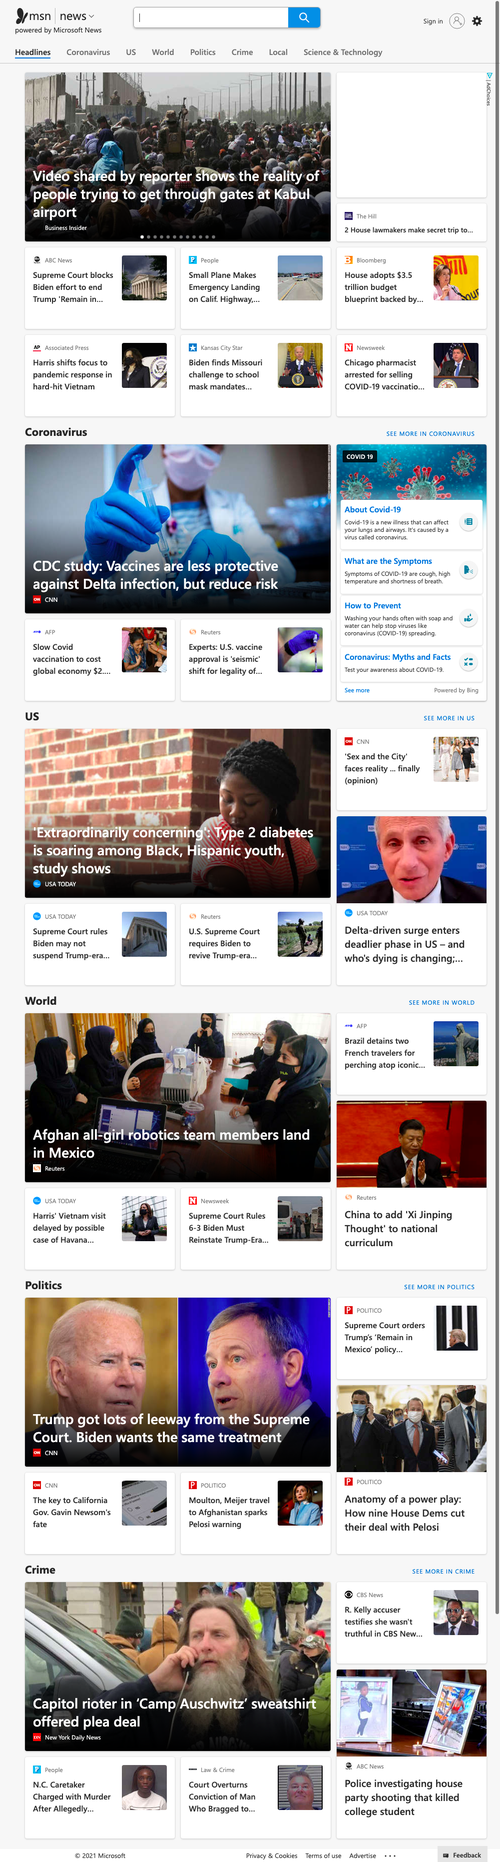 msn news
powered by Microsoft News
Sign in
Headlines Coronavirus US World Politics Crime Local Science & Technology
AdChoices
Video shared by reporter shows the reality of
people trying to get through gates at Kabul
airport
Business Insider
The Hill
2 House lawmakers make secret trip to...
ABC News
Supreme Court blocks
Biden effort to end
Trump 'Remain in...
People
Small Plane Makes
Emergency Landing
on Calif. Highway,...
Bloomberg
House adopts $3.5
trillion budget
blueprint backed by...
AP Associated Press
Harris shifts focus to
pandemic response in
hard-hit Vietnam
Kansas City Star
Biden finds Missouri
challenge to school
mask mandates...
Newsweek
Chicago pharmacist
arrested for selling
COVID-19 vaccinatio...
Coronavirus
SEE MORE IN CORONAVIRUS
CDC study: Vaccines are less protective
against Delta infection, but reduce risk
CNN
COVID 19
About Covid-19
Covid-19 is a new illness that can affect
your lungs and airways. It's caused by a
virus called coronavirus.
What are the Symptoms
Symptoms of COVID-19 are cough, high
temperature and shortness of breath.
How to Prevent
Washing your hands often with soap and
water can help stop viruses like
coronavirus (COVID-19) spreading.
Coronavirus: Myths and Facts
Test your awareness about COVID-19.
See more
Powered by Bing
AFP
Slow Covid
vaccination to cost
global economy $2....
Reuters
Experts: U.S. vaccine
approval is 'seismic'
shift for legality of...
US
SEE MORE IN US
'Extraordinarily concerning': Type 2 diabetes
is soaring among Black, Hispanic youth,
study shows
USA TODAY
CNN
'Sex and the City'
faces reality ... finally
(opinion)
USA TODAY
Delta-driven surge enters
deadlier phase in US – and
who's dying is changing;...
USA TODAY
Supreme Court rules
Biden may not
suspend Trump-era...
Reuters
U.S. Supreme Court
requires Biden to
revive Trump-era...
World
SEE MORE IN WORLD
Afghan all-girl robotics team members land
in Mexico
Reuters
AFP
Brazil detains two
French travelers for
perching atop iconic...
Reuters
China to add 'Xi Jinping
Thought' to national
curriculum
USA TODAY
Harris' Vietnam visit
delayed by possible
case of Havana...
Newsweek
Supreme Court Rules
6-3 Biden Must
Reinstate Trump-Era...
Politics
SEE MORE IN POLITICS
Trump got lots of leeway from the Supreme
Court. Biden wants the same treatment
CNN
POLITICO
Supreme Court orders
Trump's 'Remain in
Mexico' policy...
POLITICO
Anatomy of a power play:
How nine House Dems cut
their deal with Pelosi
CNN
The key to California
Gov. Gavin Newsom's
fate
POLITICO
Moulton, Meijer travel
to Afghanistan sparks
Pelosi warning
Crime
SEE MORE IN CRIME
Capitol rioter in 'Camp Auschwitz' sweatshirt
offered plea deal
New York Daily News
CBS News
R. Kelly accuser
testifies she wasn't
truthful in CBS New...
ABC News
Police investigating house
party shooting that killed
college student
People
N.C. Caretaker
Charged with Murder
After Allegedly...
Law & Crime
Court Overturns
Conviction of Man
Who Bragged to...
© 2021 Microsoft
Privacy & Cookies Terms of use Advertise ...
Feedback